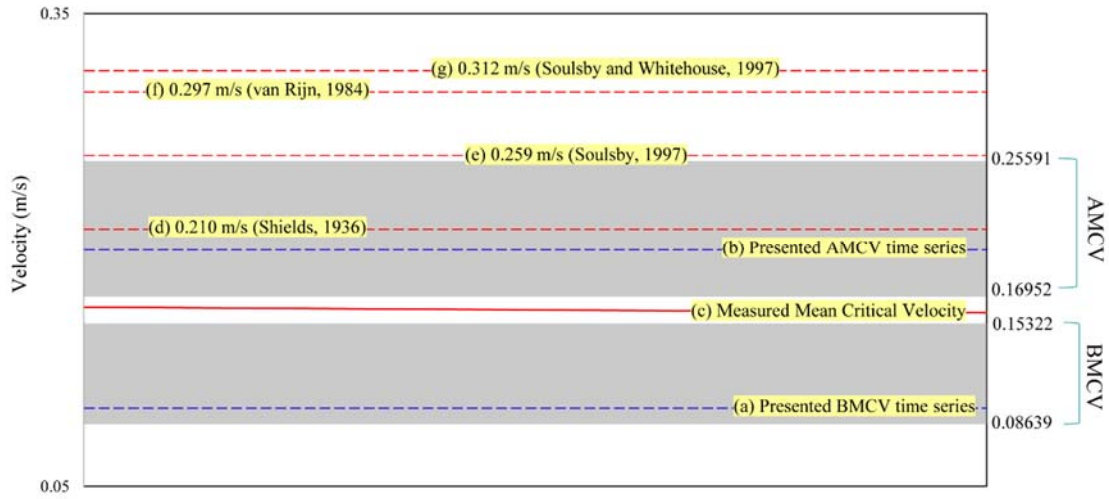 0.35
(g) 0.312 m/s (Soulsby and Whitehouse, 1997)
(f) 0.297 m/s (van Rijn, 1984)
(e) 0.259 m/s (Soulsby, 1997)
0.25591
(d) 0.210 m/s (Shields, 1936)
(b) Presented AMCV time series
AMCV
Velocity (m/s)
0.16952
(c) Measured Mean Critical Velocity
0.15322
BMCV
(a) Presented BMCV time series
0.08639
0.05